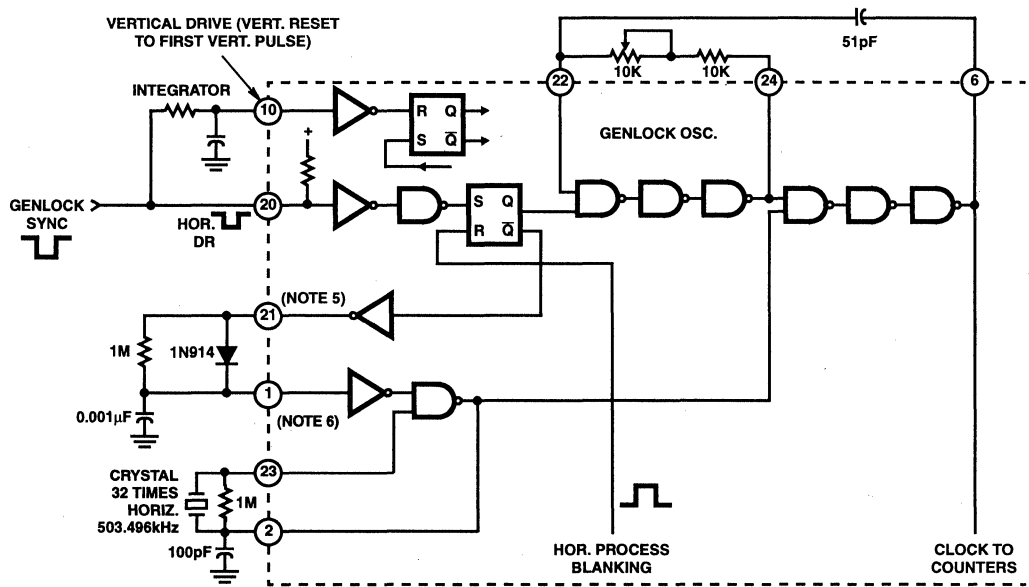 VERTICAL DRIVE (VERT. RESET
TO FIRST VERT. PULSE)
51pF
10K
10K
22
24
6
INTEGRATOR
10
R Q
S Q̅
GENLOCK OSC.
+
GENLOCK
SYNC
20
HOR.
DR
S Q
R Q̅
21
(NOTE 5)
1M
1N914
1
(NOTE 6)
0.001µF
23
CRYSTAL
32 TIMES
HORIZ.
503.496kHz
1M
2
100pF
HOR. PROCESS
BLANKING
CLOCK TO
COUNTERS